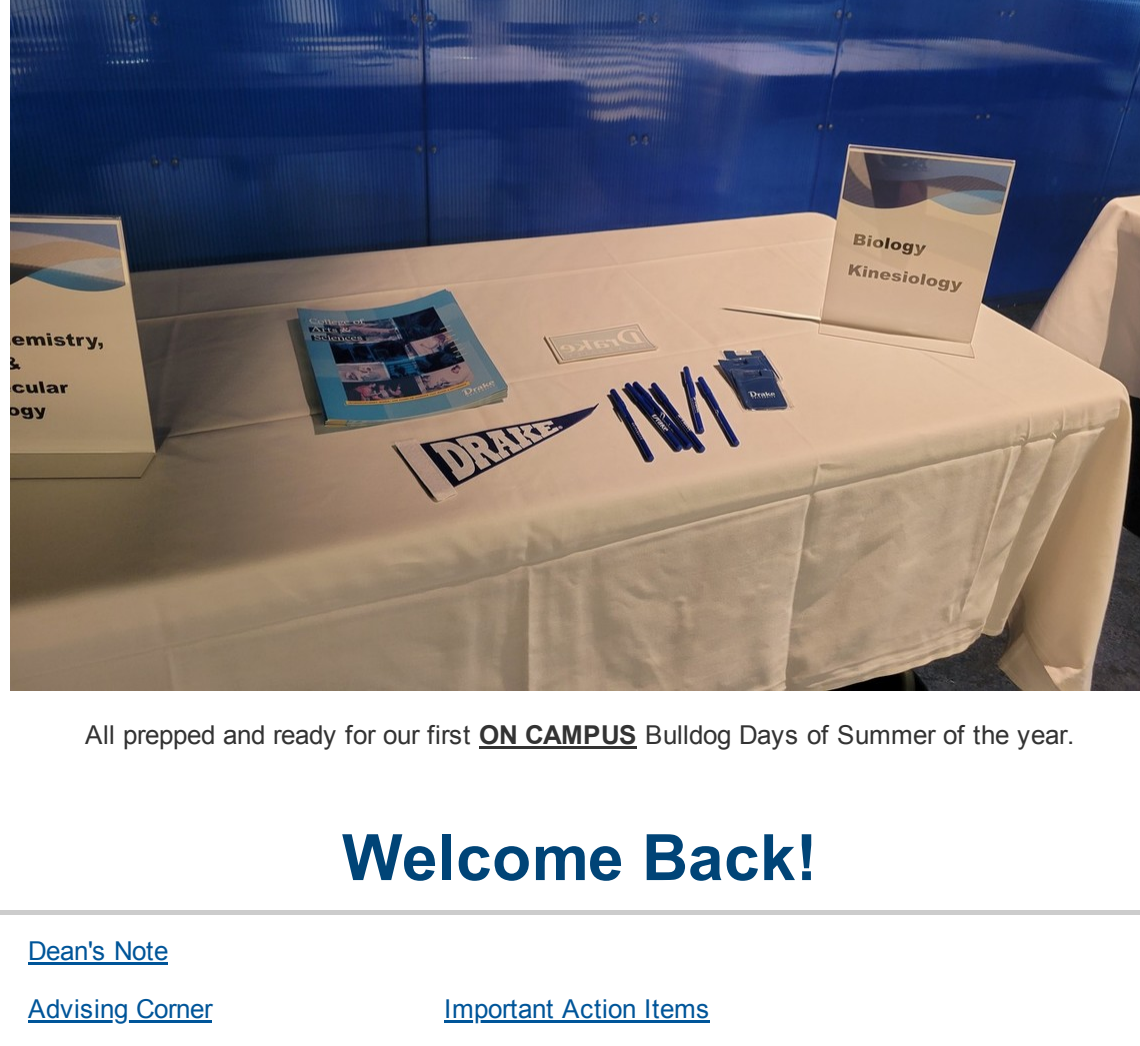 Biology
Kinesiology
emistry,
&
cular
ogy
College of
Arts &
Sciences
Drake
Drake
DRAKE
Drake
All prepped and ready for our first ON CAMPUS Bulldog Days of Summer of the year.
Welcome Back!
Dean's Note
Advising Corner
Important Action Items